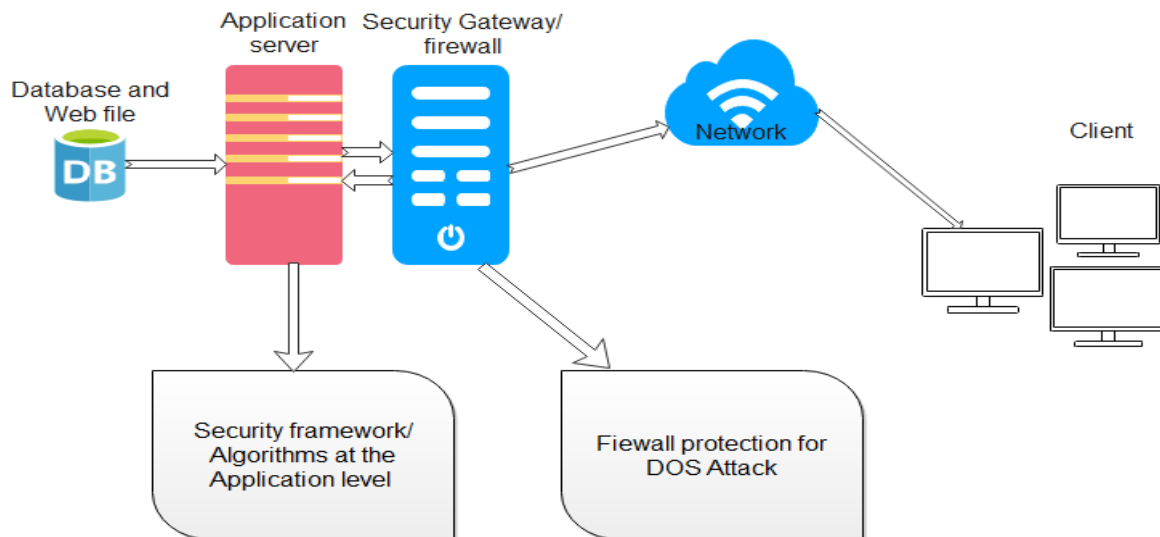 Application
server
Security Gateway/
firewall
Database and
Web file
DB
Network
Client
Security framework/
Algorithms at the
Application level
Fiewall protection for
DOS Attack